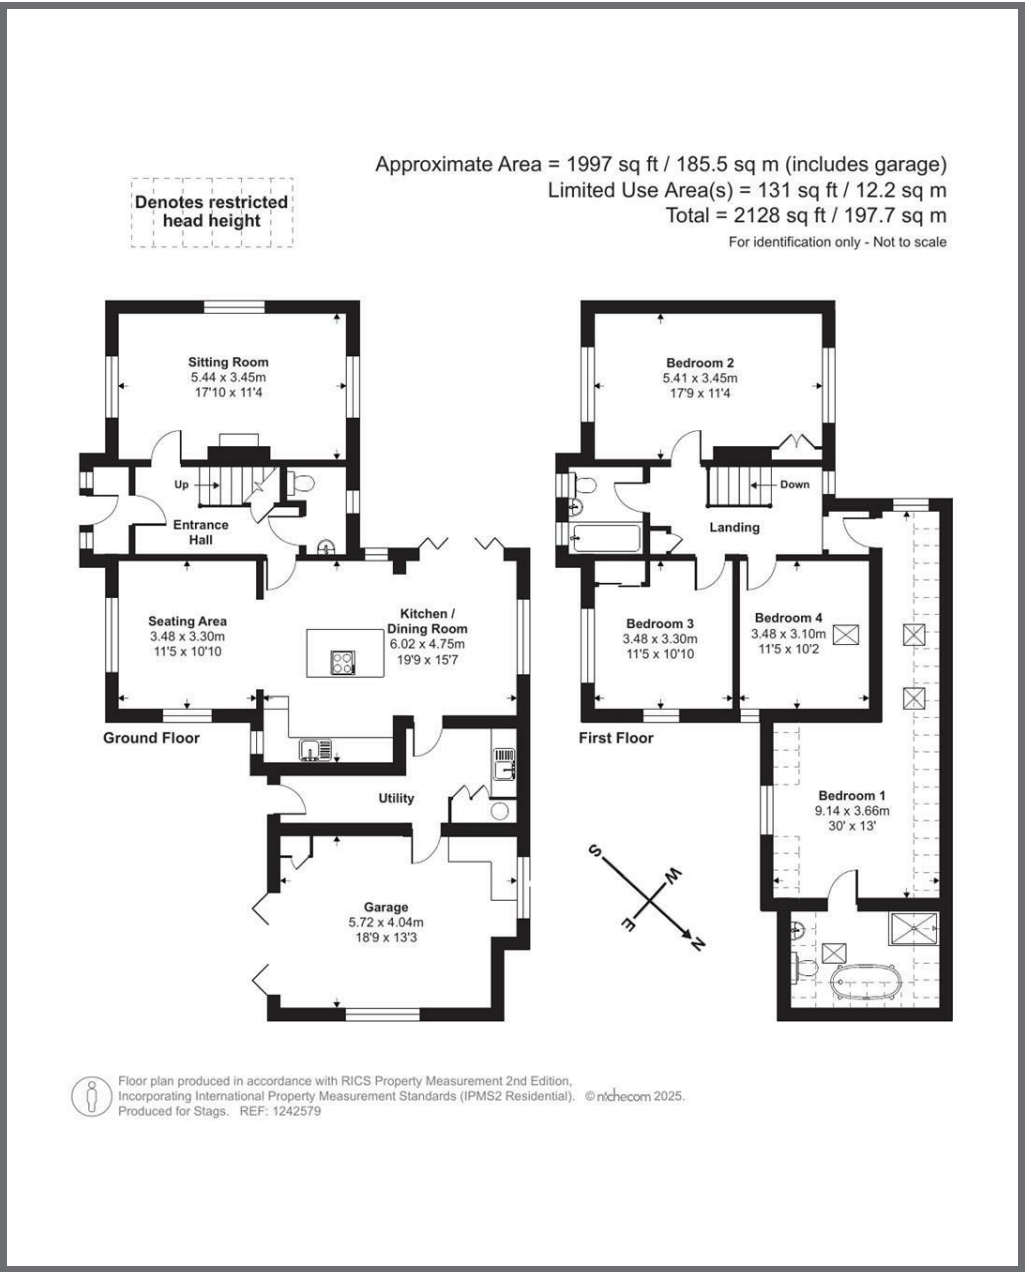 Approximate Area = 1997 sq ft / 185.5 sq m (includes garage)
Limited Use Area(s) = 131 sq ft / 12.2 sq m
Total = 2128 sq ft / 197.7 sq m
For identification only - Not to scale
Denotes restricted
head height
Sitting Room
5.44 x 3.45m
17'10 x 11'4
Up
Entrance
Hall
Seating Area
3.48 x 3.30m
11'5 x 10'10
Kitchen /
Dining Room
6.02 x 4.75m
19'9 x 15'7
Ground Floor
Utility
Garage
5.72 x 4.04m
18'9 x 13'3
Bedroom 2
5.41 x 3.45m
17'9 x 11'4
Down
Landing
Bedroom 3
3.48 x 3.30m
11'5 x 10'10
Bedroom 4
3.48 x 3.10m
11'5 x 10'2
First Floor
Bedroom 1
9.14 x 3.66m
30' x 13'
S
W
E
N
Floor plan produced in accordance with RICS Property Measurement 2nd Edition,
Incorporating International Property Measurement Standards (IPMS2 Residential). © nichecom 2025.
Produced for Stags. REF: 1242579